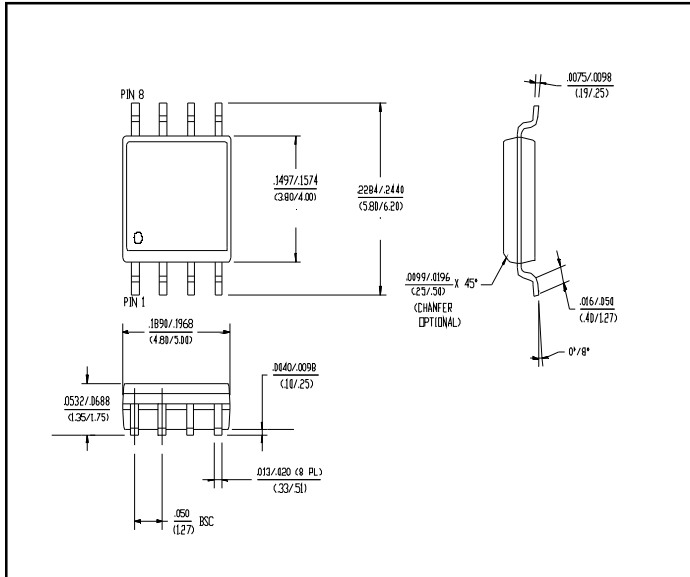 .0075/.0098
(.19/.25)
PIN 8
.1497/.1574
(3.80/4.00)
.2284/.2440
(5.80/6.20)
.0099/.0196 X 45°
(.25/.50)
(CHAMFER
OPTIONAL)
.016/.050
(.40/1.27)
0°/8°
PIN 1
.1890/.1968
(4.80/5.00)
.0040/.0098
(.10/.25)
.0532/.0688
(1.35/1.75)
.013/.020 (8 PL)
(.33/.51)
.050 BSC
(1.27)